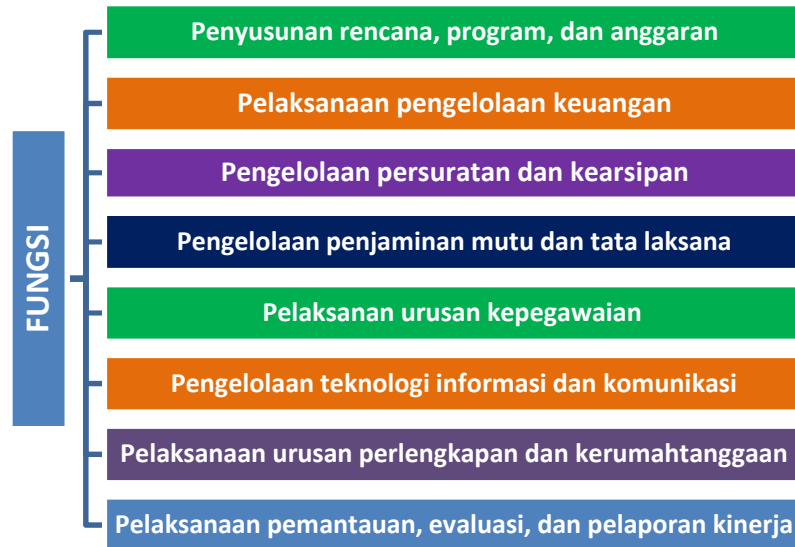 FUNGSI
Penyusunan rencana, program, dan anggaran
Pelaksanaan pengelolaan keuangan
Pengelolaan persuratan dan kearsipan
Pengelolaan penjaminan mutu dan tata laksana
Pelaksanan urusan kepegawaian
Pengelolaan teknologi informasi dan komunikasi
Pelaksanaan urusan perlengkapan dan kerumahtanggaan
Pelaksanaan pemantauan, evaluasi, dan pelaporan kinerja